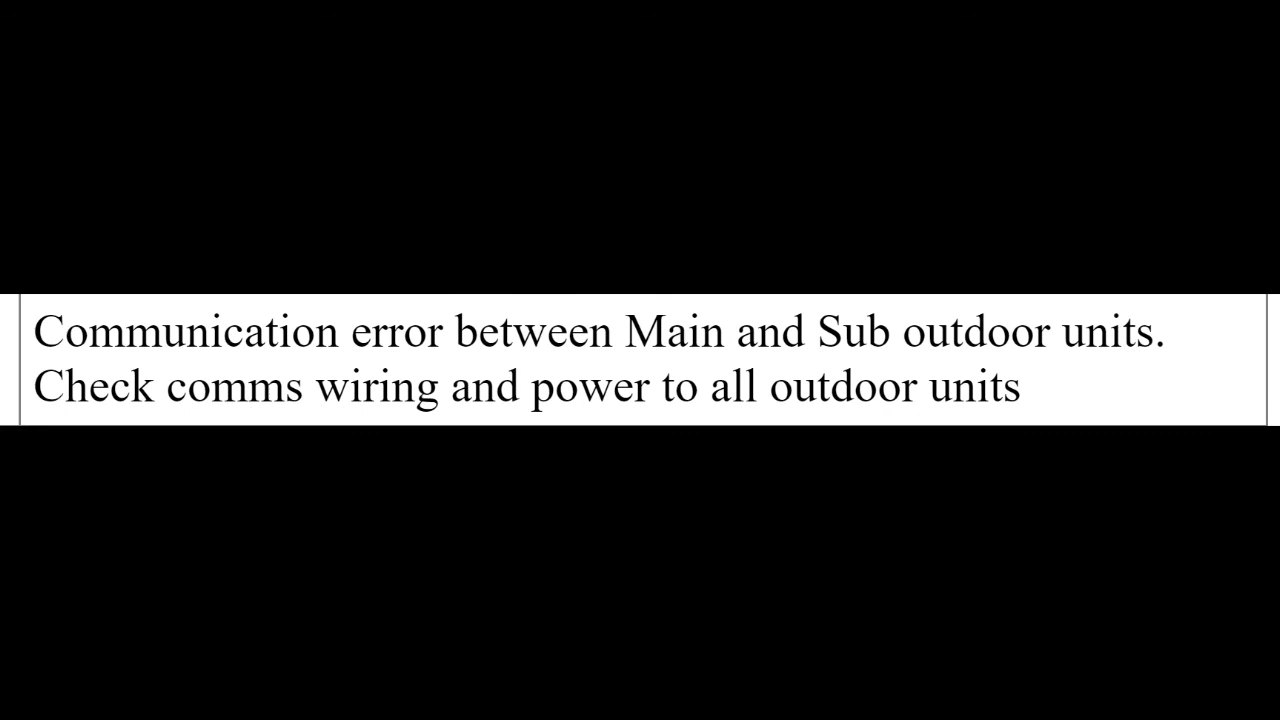 Communication error between Main and Sub outdoor units.
Check comms wiring and power to all outdoor units